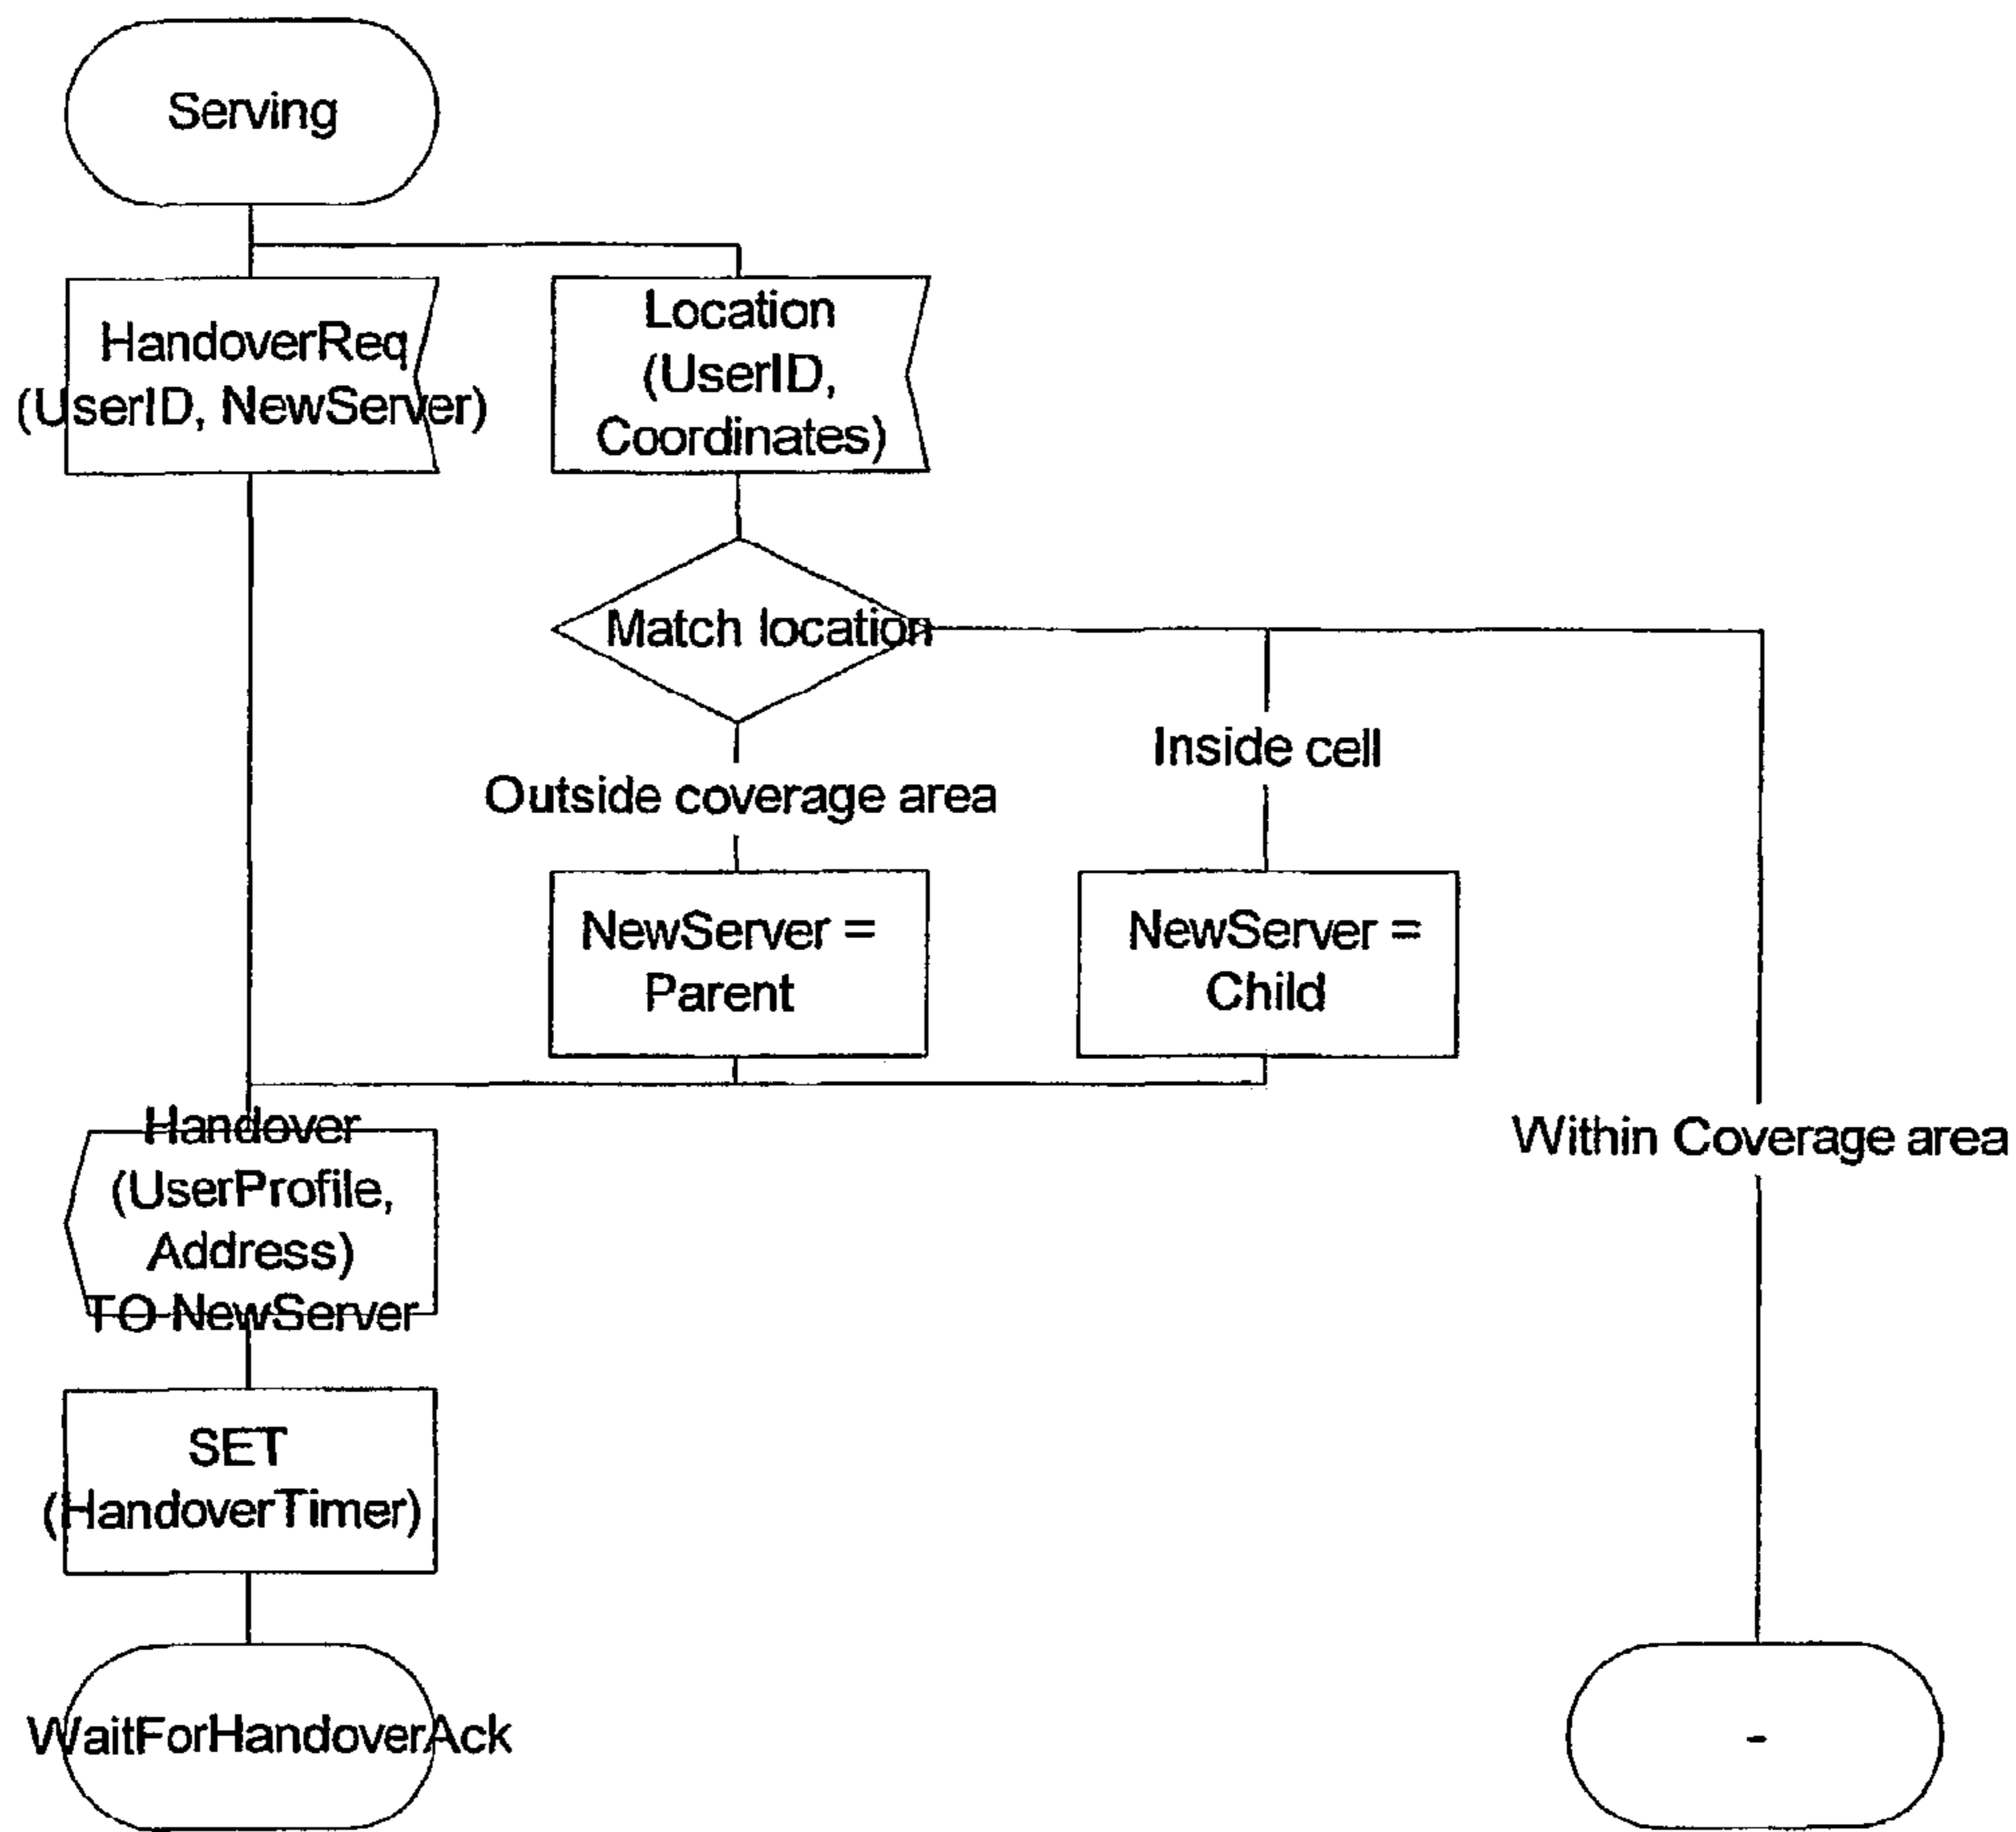 Serving
HandoverReq
(UserID, NewServer)
Location
(UserID,
Coordinates)
Match location
Inside cell
Outside coverage area
NewServer =
Parent
NewServer =
Child
Within Coverage area
Handover
(UserProfile,
Address)
TO NewServer
SET
(HandoverTimer)
WaitForHandoverAck
-